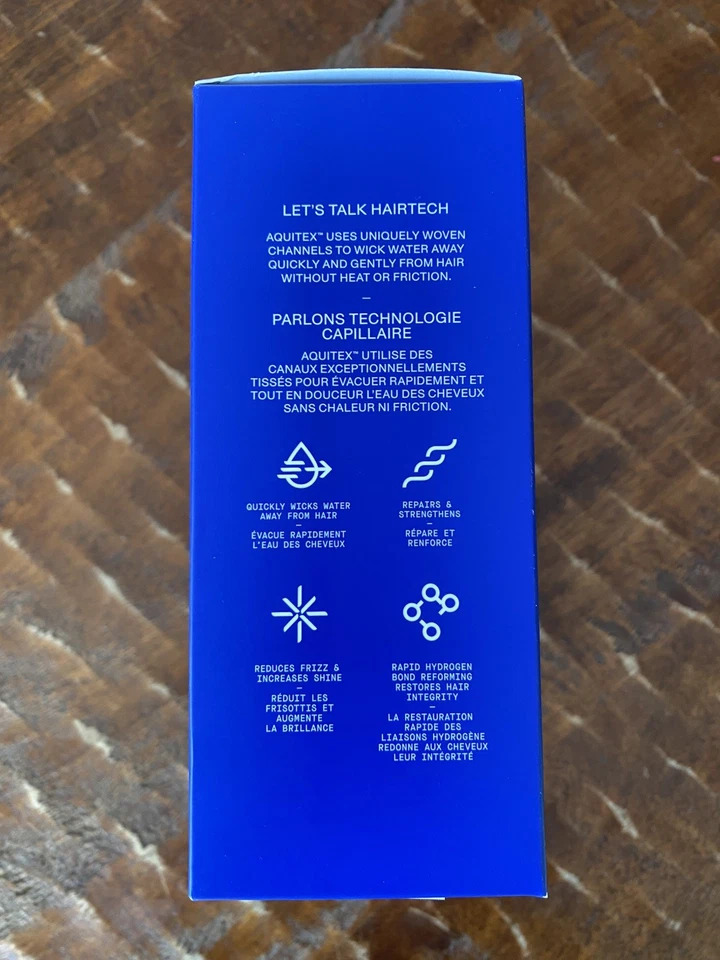 LET'S TALK HAIRTECH
AQUITEX™ USES UNIQUELY WOVEN
CHANNELS TO WICK WATER AWAY
QUICKLY AND GENTLY FROM HAIR
WITHOUT HEAT OR FRICTION.
—
PARLONS TECHNOLOGIE
CAPILLAIRE
AQUITEX™ UTILISE DES
CANAUX EXCEPTIONNELLEMENTS
TISSÉS POUR ÉVACUER RAPIDEMENT ET
TOUT EN DOUCEUR L'EAU DES CHEVEUX
SANS CHALEUR NI FRICTION.
QUICKLY WICKS WATER
AWAY FROM HAIR
—
ÉVACUE RAPIDEMENT
L'EAU DES CHEVEUX
REPAIRS &
STRENGTHENS
—
RÉPARE ET
RENFORCE
REDUCES FRIZZ &
INCREASES SHINE
—
RÉDUIT LES
FRISOTTIS ET
AUGMENTE
LA BRILLANCE
RAPID HYDROGEN
BOND REFORMING
RESTORES HAIR
INTEGRITY
—
LA RESTAURATION
RAPIDE DES
LIAISONS HYDROGÈNE
REDONNE AUX CHEVEUX
LEUR INTÉGRITÉ